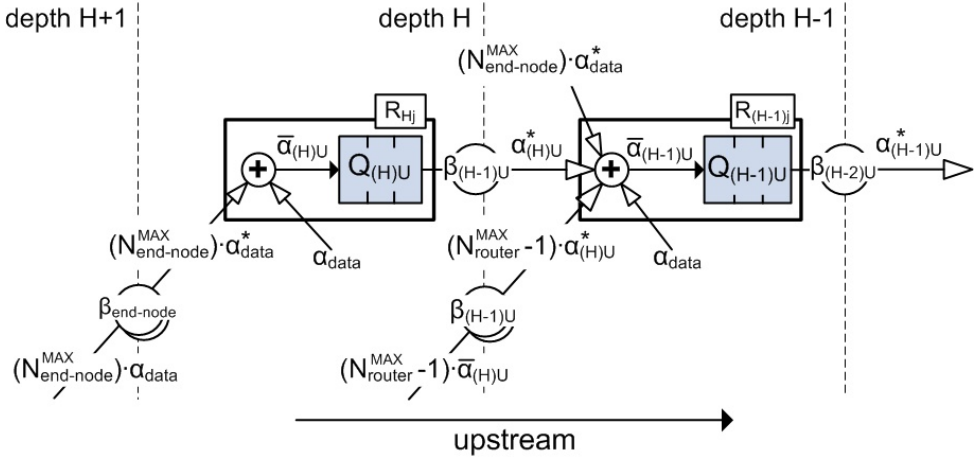 depth H+1
depth H
depth H-1
(N^MAX_end-node)·α*_data
R_Hj
R_(H-1)j
ᾱ_(H)U
Q_(H)U
β_(H-1)U
α*_(H)U
ᾱ_(H-1)U
Q_(H-1)U
β_(H-2)U
α*_(H-1)U
+
+
(N^MAX_end-node)·α*_data
α_data
(N^MAX_router -1)·α*_(H)U
α_data
β_end-node
β_(H-1)U
(N^MAX_end-node)·α_data
(N^MAX_router -1)·ᾱ_(H)U
upstream